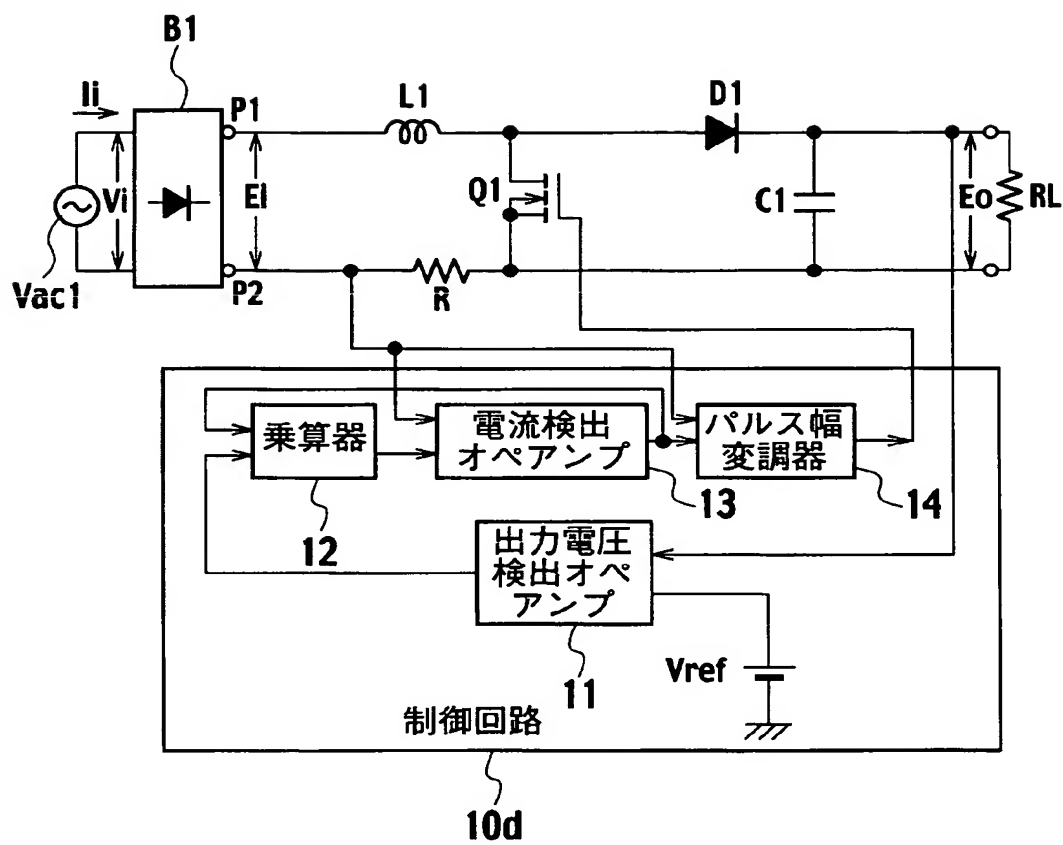 B1
Ii
P1
L1
D1
Vi
Ei
Q1
C1
Eo
RL
Vac1
P2
R
乗算器
電流検出
オペアンプ
パルス幅
変調器
12
13
14
出力電圧
検出オペ
アンプ
11
Vref
制御回路
10d